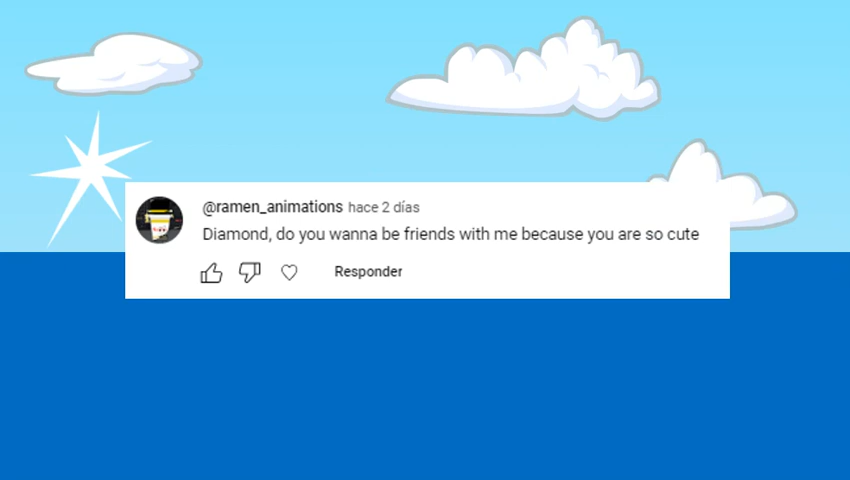 @ramen_animations hace 2 días
Diamond, do you wanna be friends with me because you are so cute
Responder